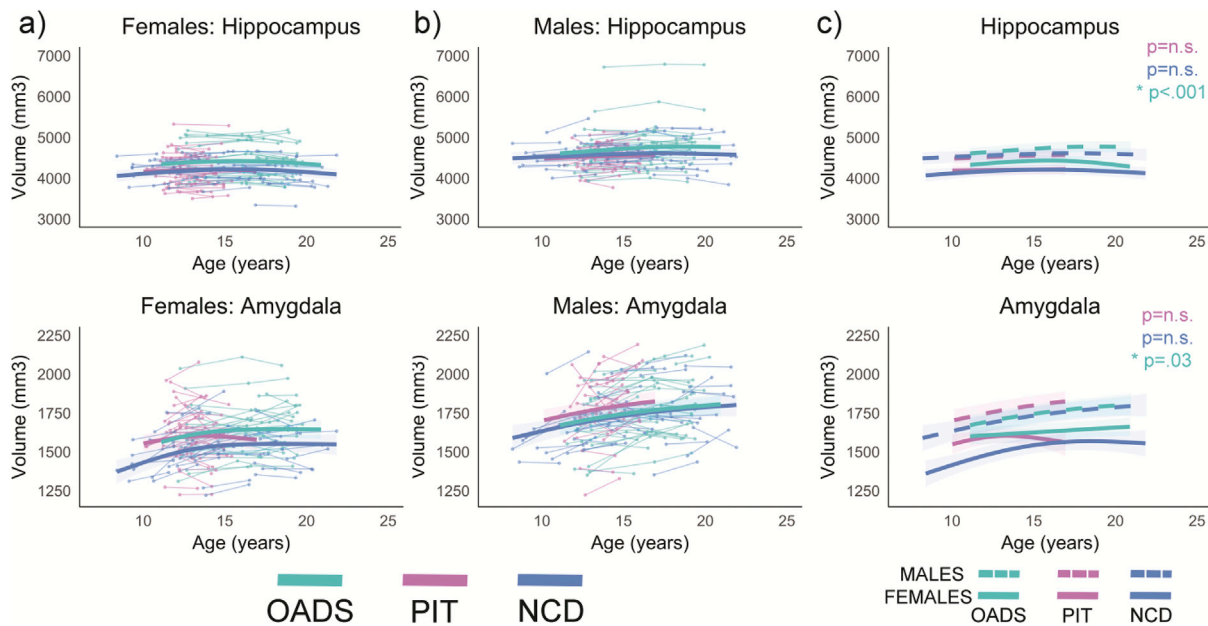 a)
Females: Hippocampus
7000
6000
5000
4000
3000
Volume (mm3)
10 15 20 25
Age (years)
b)
Males: Hippocampus
7000
6000
5000
4000
3000
Volume (mm3)
10 15 20 25
Age (years)
c)
Hippocampus
p=n.s.
p=n.s.
* p<.001
7000
6000
5000
4000
3000
Volume (mm3)
10 15 20 25
Age (years)
Females: Amygdala
2250
2000
1750
1500
1250
Volume (mm3)
10 15 20 25
Age (years)
Males: Amygdala
2250
2000
1750
1500
1250
Volume (mm3)
10 15 20 25
Age (years)
Amygdala
p=n.s.
p=n.s.
* p=.03
2250
2000
1750
1500
1250
Volume (mm3)
10 15 20 25
Age (years)
OADS PIT NCD
MALES
FEMALES
OADS PIT NCD